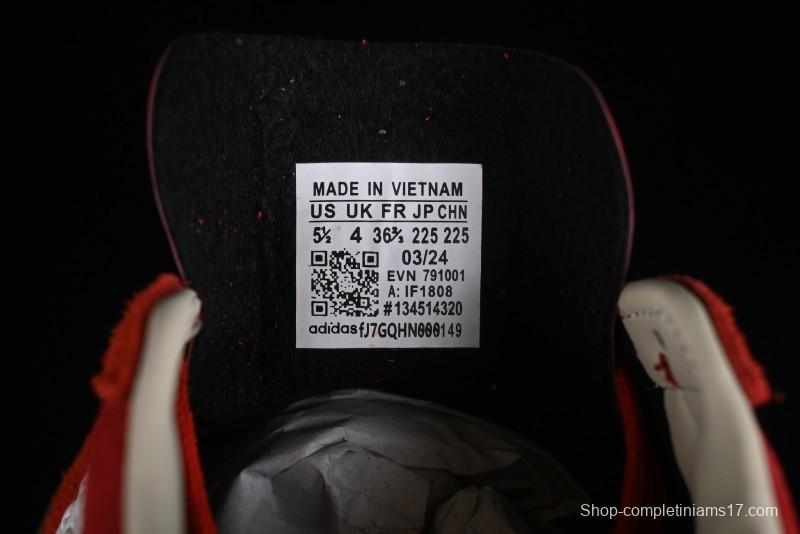 MADE IN VIETNAM
US UK FR JP CHN
5½ 4 36⅔ 225 225
03/24
EVN 791001
A: IF1808
#134514320
adidas fJ7GQHN000149
Shop-completiniams17.com